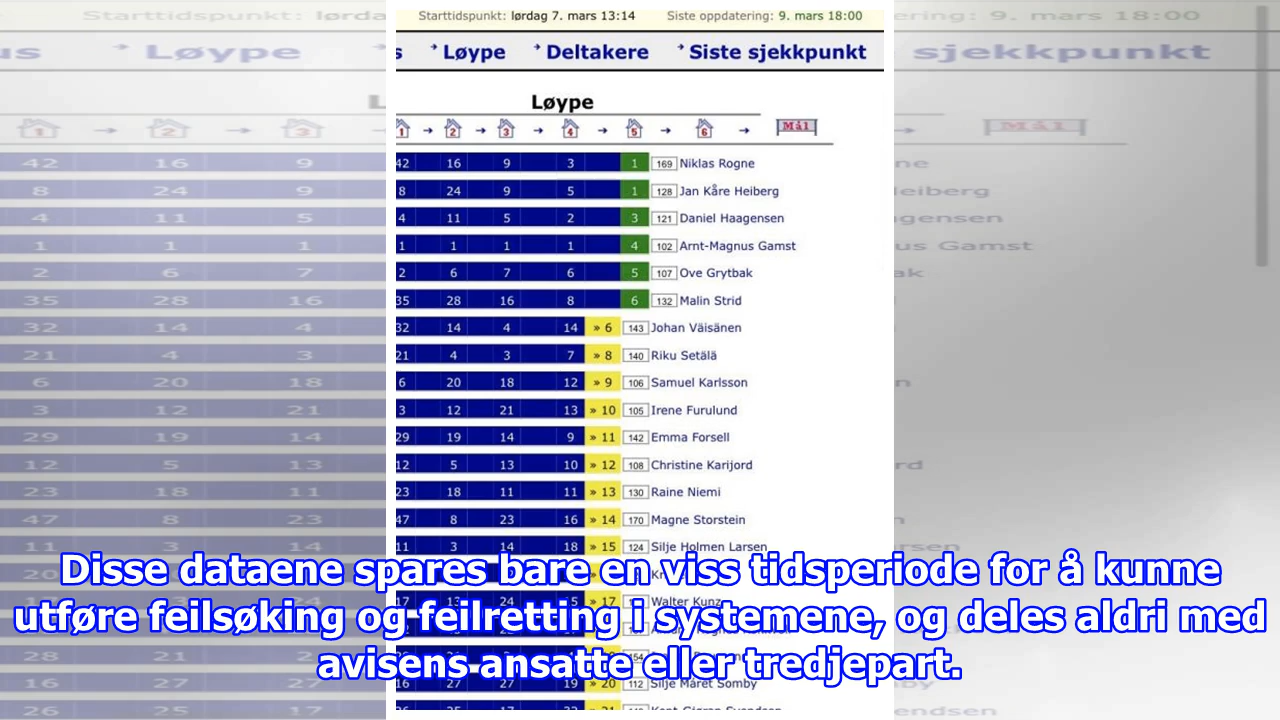 Starttidspunkt: lørdag 7. mars 13:14 Siste oppdatering: 9. mars 18:00
s Løype Deltakere Siste sjekkpunkt
Løype
1 → 2 → 3 → 4 → 5 → 6 → Mål
42 16 9 3 1 169 Niklas Rogne
8 24 9 5 1 128 Jan Kåre Heiberg
4 11 5 2 3 121 Daniel Haagensen
1 1 1 1 4 102 Arnt-Magnus Gamst
2 6 7 6 5 107 Ove Grytbak
35 28 16 8 6 132 Malin Strid
32 14 4 14 » 6 143 Johan Väisänen
21 4 3 7 » 8 140 Riku Setälä
6 20 18 12 » 9 106 Samuel Karlsson
3 12 21 13 » 10 105 Irene Furulund
29 19 14 9 » 11 142 Emma Forsell
12 5 13 10 » 12 108 Christine Karijord
23 18 11 11 » 13 130 Raine Niemi
47 8 23 16 » 14 170 Magne Storstein
11 3 14 18 » 15 124 Silje Holmen Larsen
Disse dataene spares bare en viss tidsperiode for å kunne
17 13 24 » 17 Walter Kunz
utføre feilsøking og feilretting i systemene, og deles aldri med
avisens ansatte eller tredjepart.
16 27 27 19 » 20 112 Silje Måret Somby